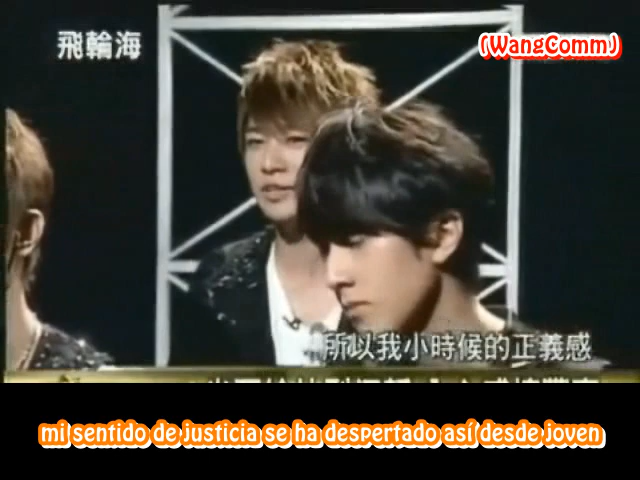 飛輪海
(WangComm)
所以我小時候的正義感
mi sentido de justicia se ha despertado así desde joven